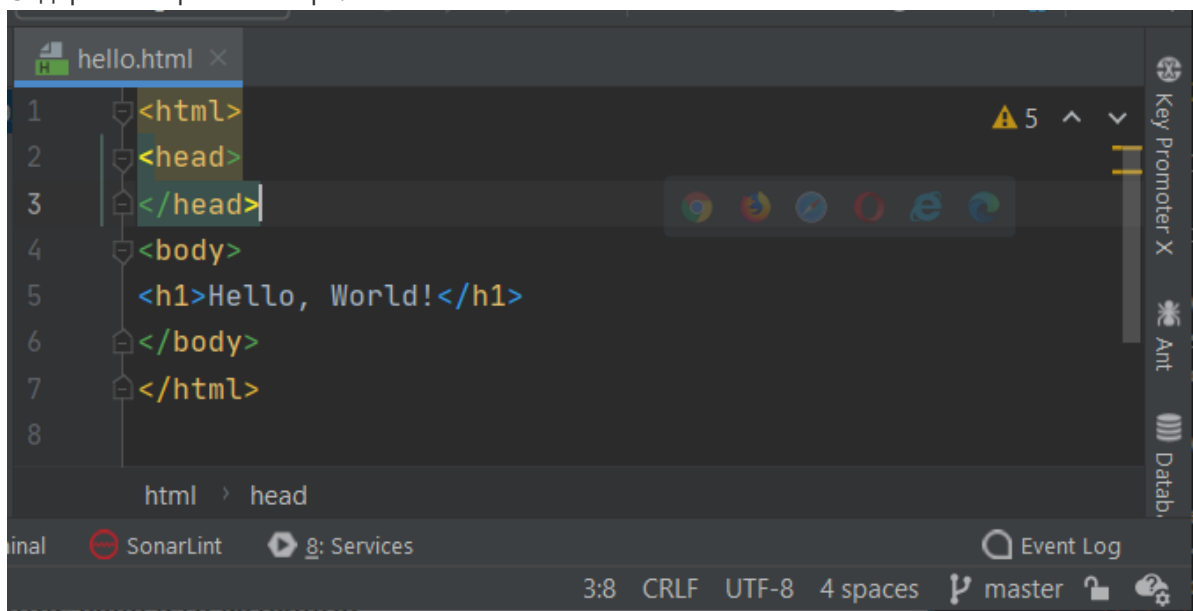 hello.html
1 <html>
2 <head>
3 </head>
4 <body>
5 <h1>Hello, World!</h1>
6 </body>
7 </html>
8
5
html > head
Key Promoter X
Ant
inal SonarLint 8: Services Event Log
3:8 CRLF UTF-8 4 spaces master